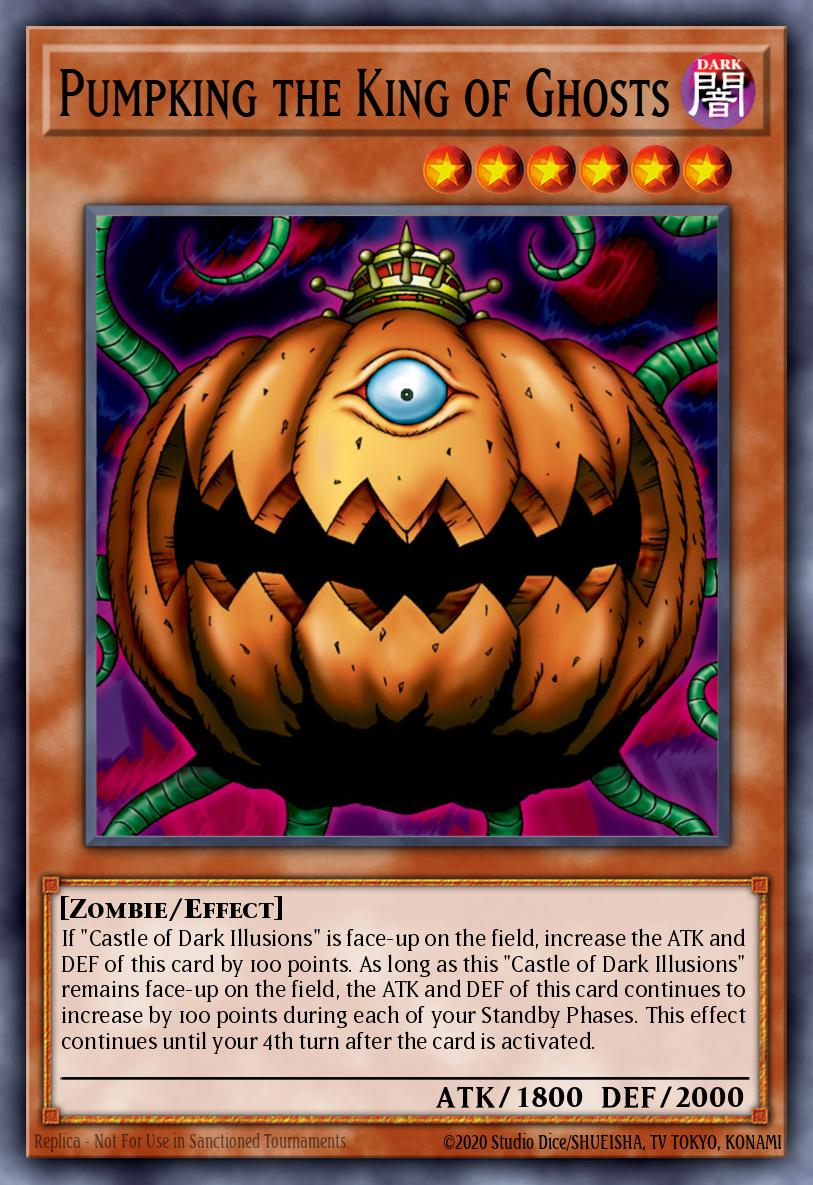 Pumpking the King of Ghosts
DARK
闇
[Zombie/Effect]
If "Castle of Dark Illusions" is face-up on the field, increase the ATK and
DEF of this card by 100 points. As long as this "Castle of Dark Illusions"
remains face-up on the field, the ATK and DEF of this card continues to
increase by 100 points during each of your Standby Phases. This effect
continues until your 4th turn after the card is activated.
ATK/1800 DEF/2000
Replica - Not For Use in Sanctioned Tournaments.
©2020 Studio Dice/SHUEISHA, TV TOKYO, KONAMI